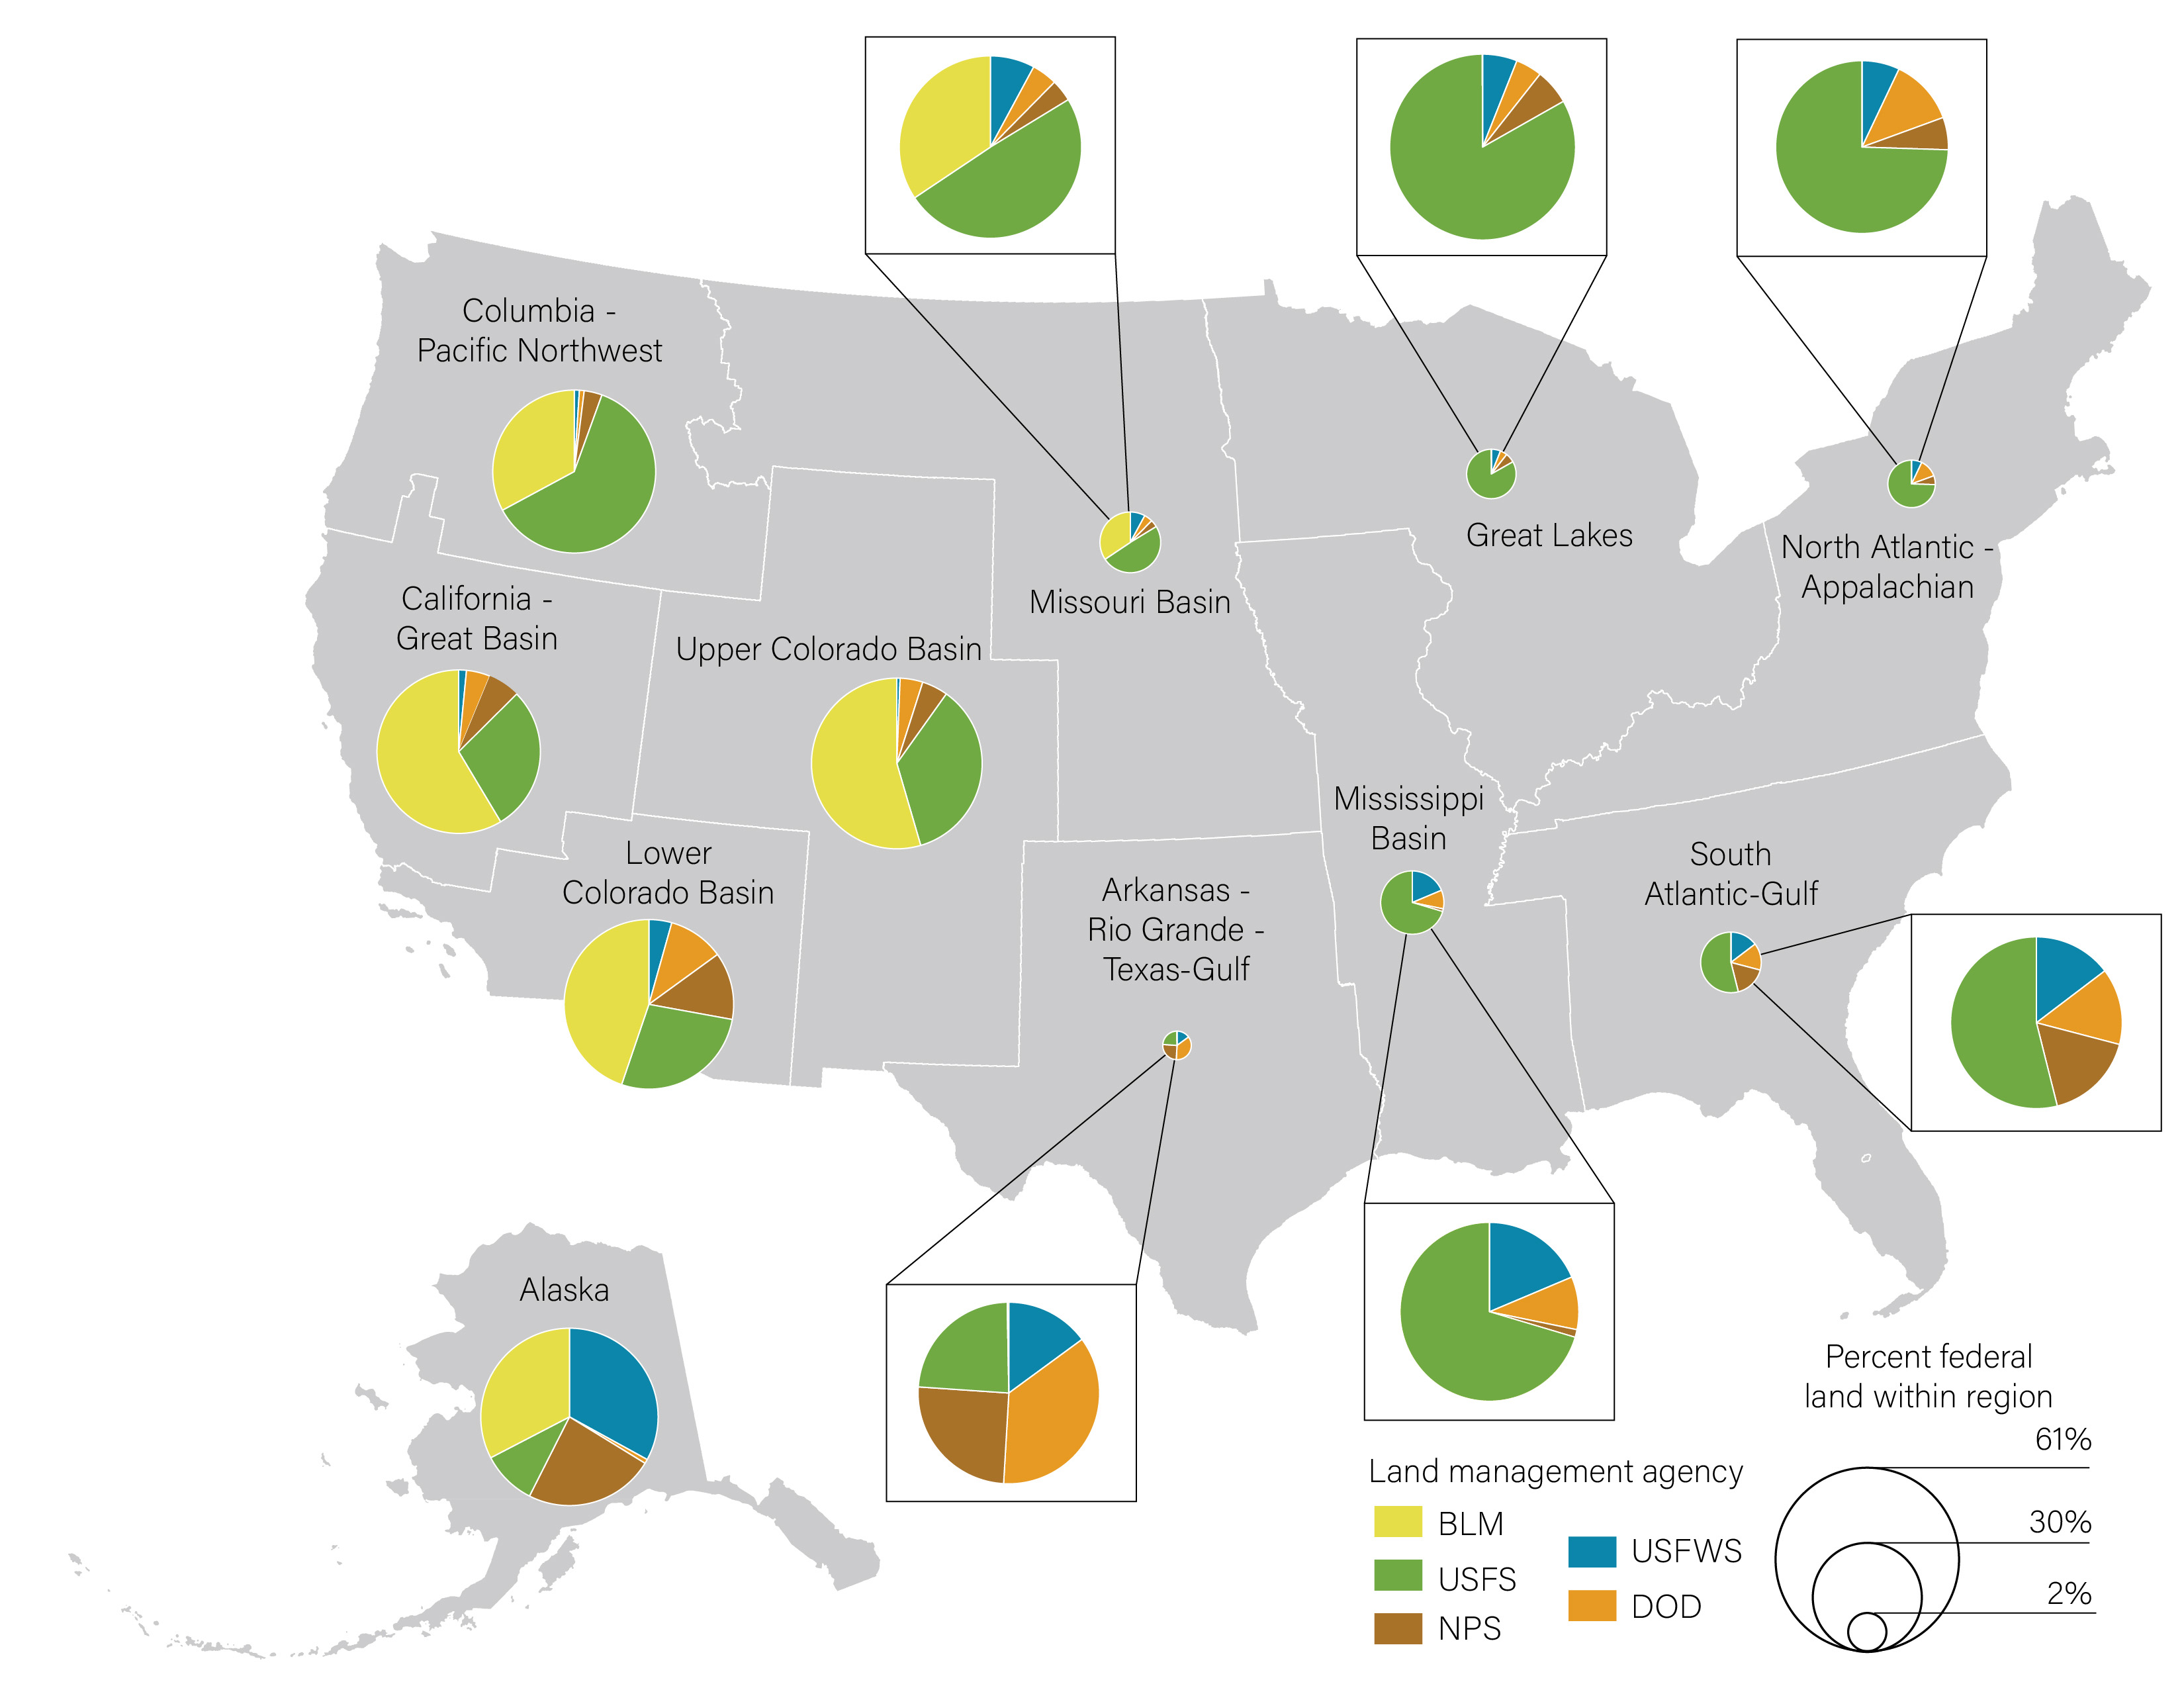 Columbia -
Pacific Northwest
California -
Great Basin
Upper Colorado Basin
Lower
Colorado Basin
Missouri Basin
Great Lakes
North Atlantic -
Appalachian
Mississippi
Basin
South
Atlantic-Gulf
Arkansas -
Rio Grande -
Texas-Gulf
Alaska
Percent federal
land within region
61%
30%
2%
Land management agency
BLM
USFS
NPS
USFWS
DOD